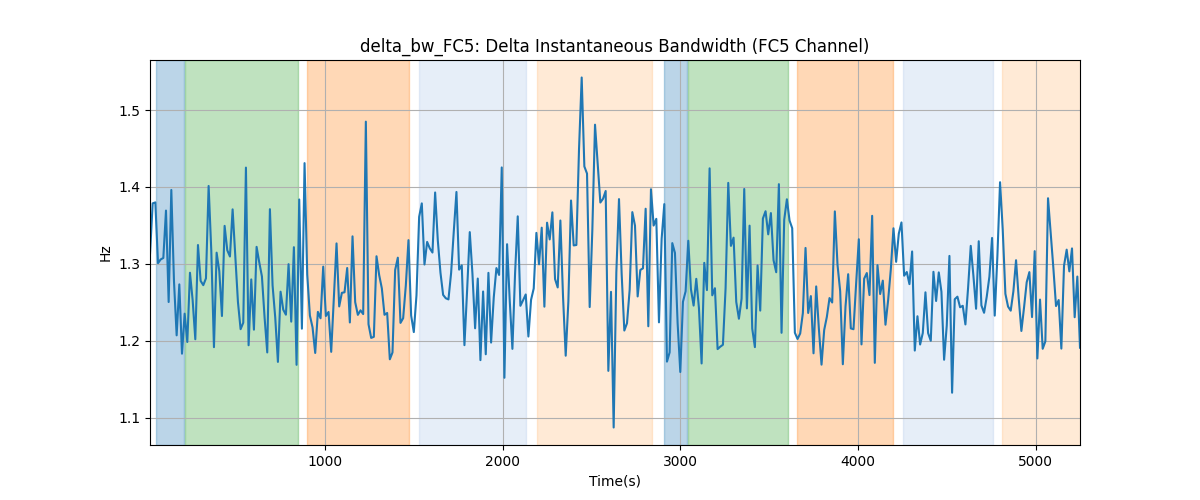 delta_bw_FC5: Delta Instantaneous Bandwidth (FC5 Channel)
1.5
1.4
1.3
1.2
1.1
Hz
1000 2000 3000 4000 5000
Time(s)